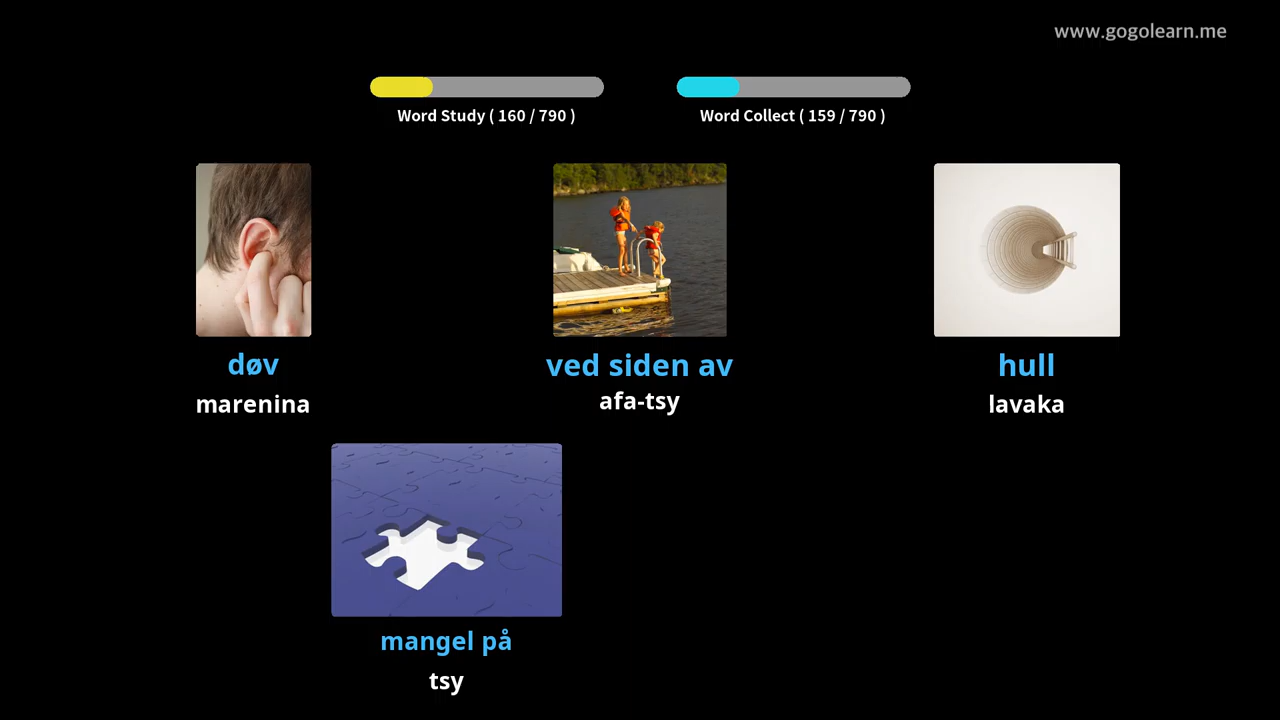 www.gogolearn.me
Word Study ( 160 / 790 )
Word Collect ( 159 / 790 )
døv
marenina
ved siden av
afa-tsy
hull
lavaka
mangel på
tsy